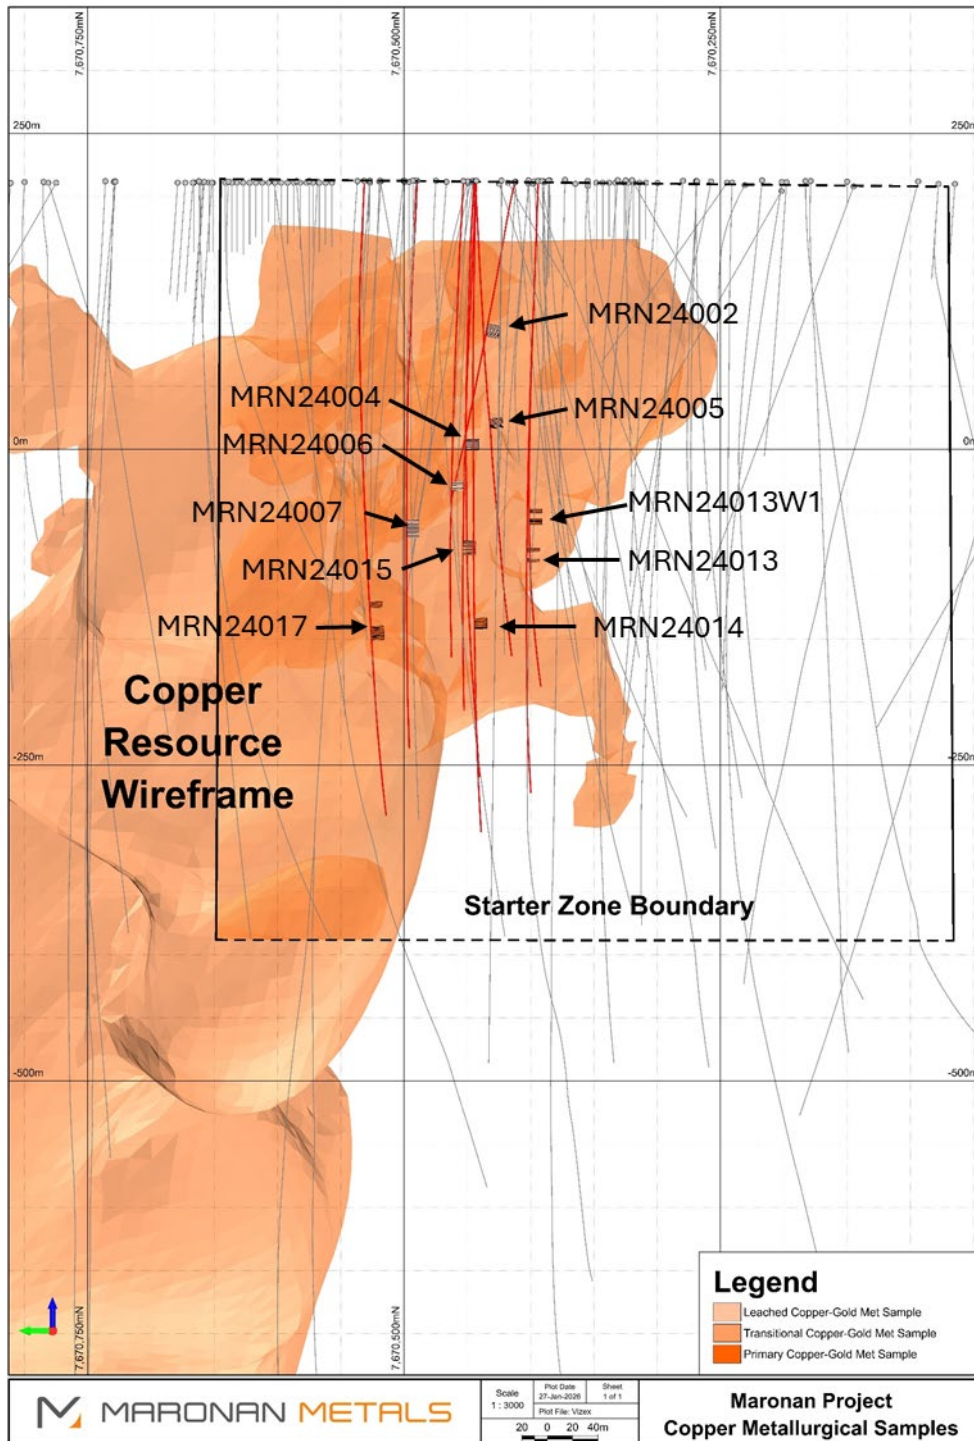 7,670,750mN
7,670,500mN
7,670,250mN
250m
250m
MRN24002
MRN24004
MRN24005
MRN24006
0m
0m
MRN24007
MRN24013W1
MRN24015
MRN24013
MRN24017
MRN24014
Copper
Resource
Wireframe
-250m
-250m
Starter Zone Boundary
-500m
-500m
7,670,750mN
7,670,500mN
Legend
Leached Copper-Gold Met Sample
Transitional Copper-Gold Met Sample
Primary Copper-Gold Met Sample
MARONAN METALS
Scale
1 : 3000
Plot Date
27-Jan-2026
Sheet
1 of 1
Plot File: Vizex
20 0 20 40m
Maronan Project
Copper Metallurgical Samples